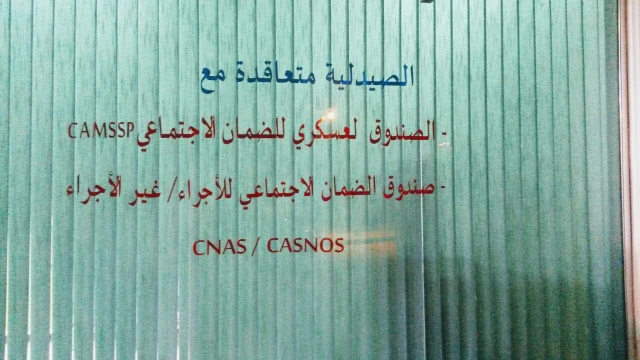 الصيدلية متعاقدة مع
- الصندوق لعسكري للضمان الاجتماعي CAMSSP
- صندوق الضمان الاجتماعي للأجراء/ غير الأجراء
CNAS / CASNOS